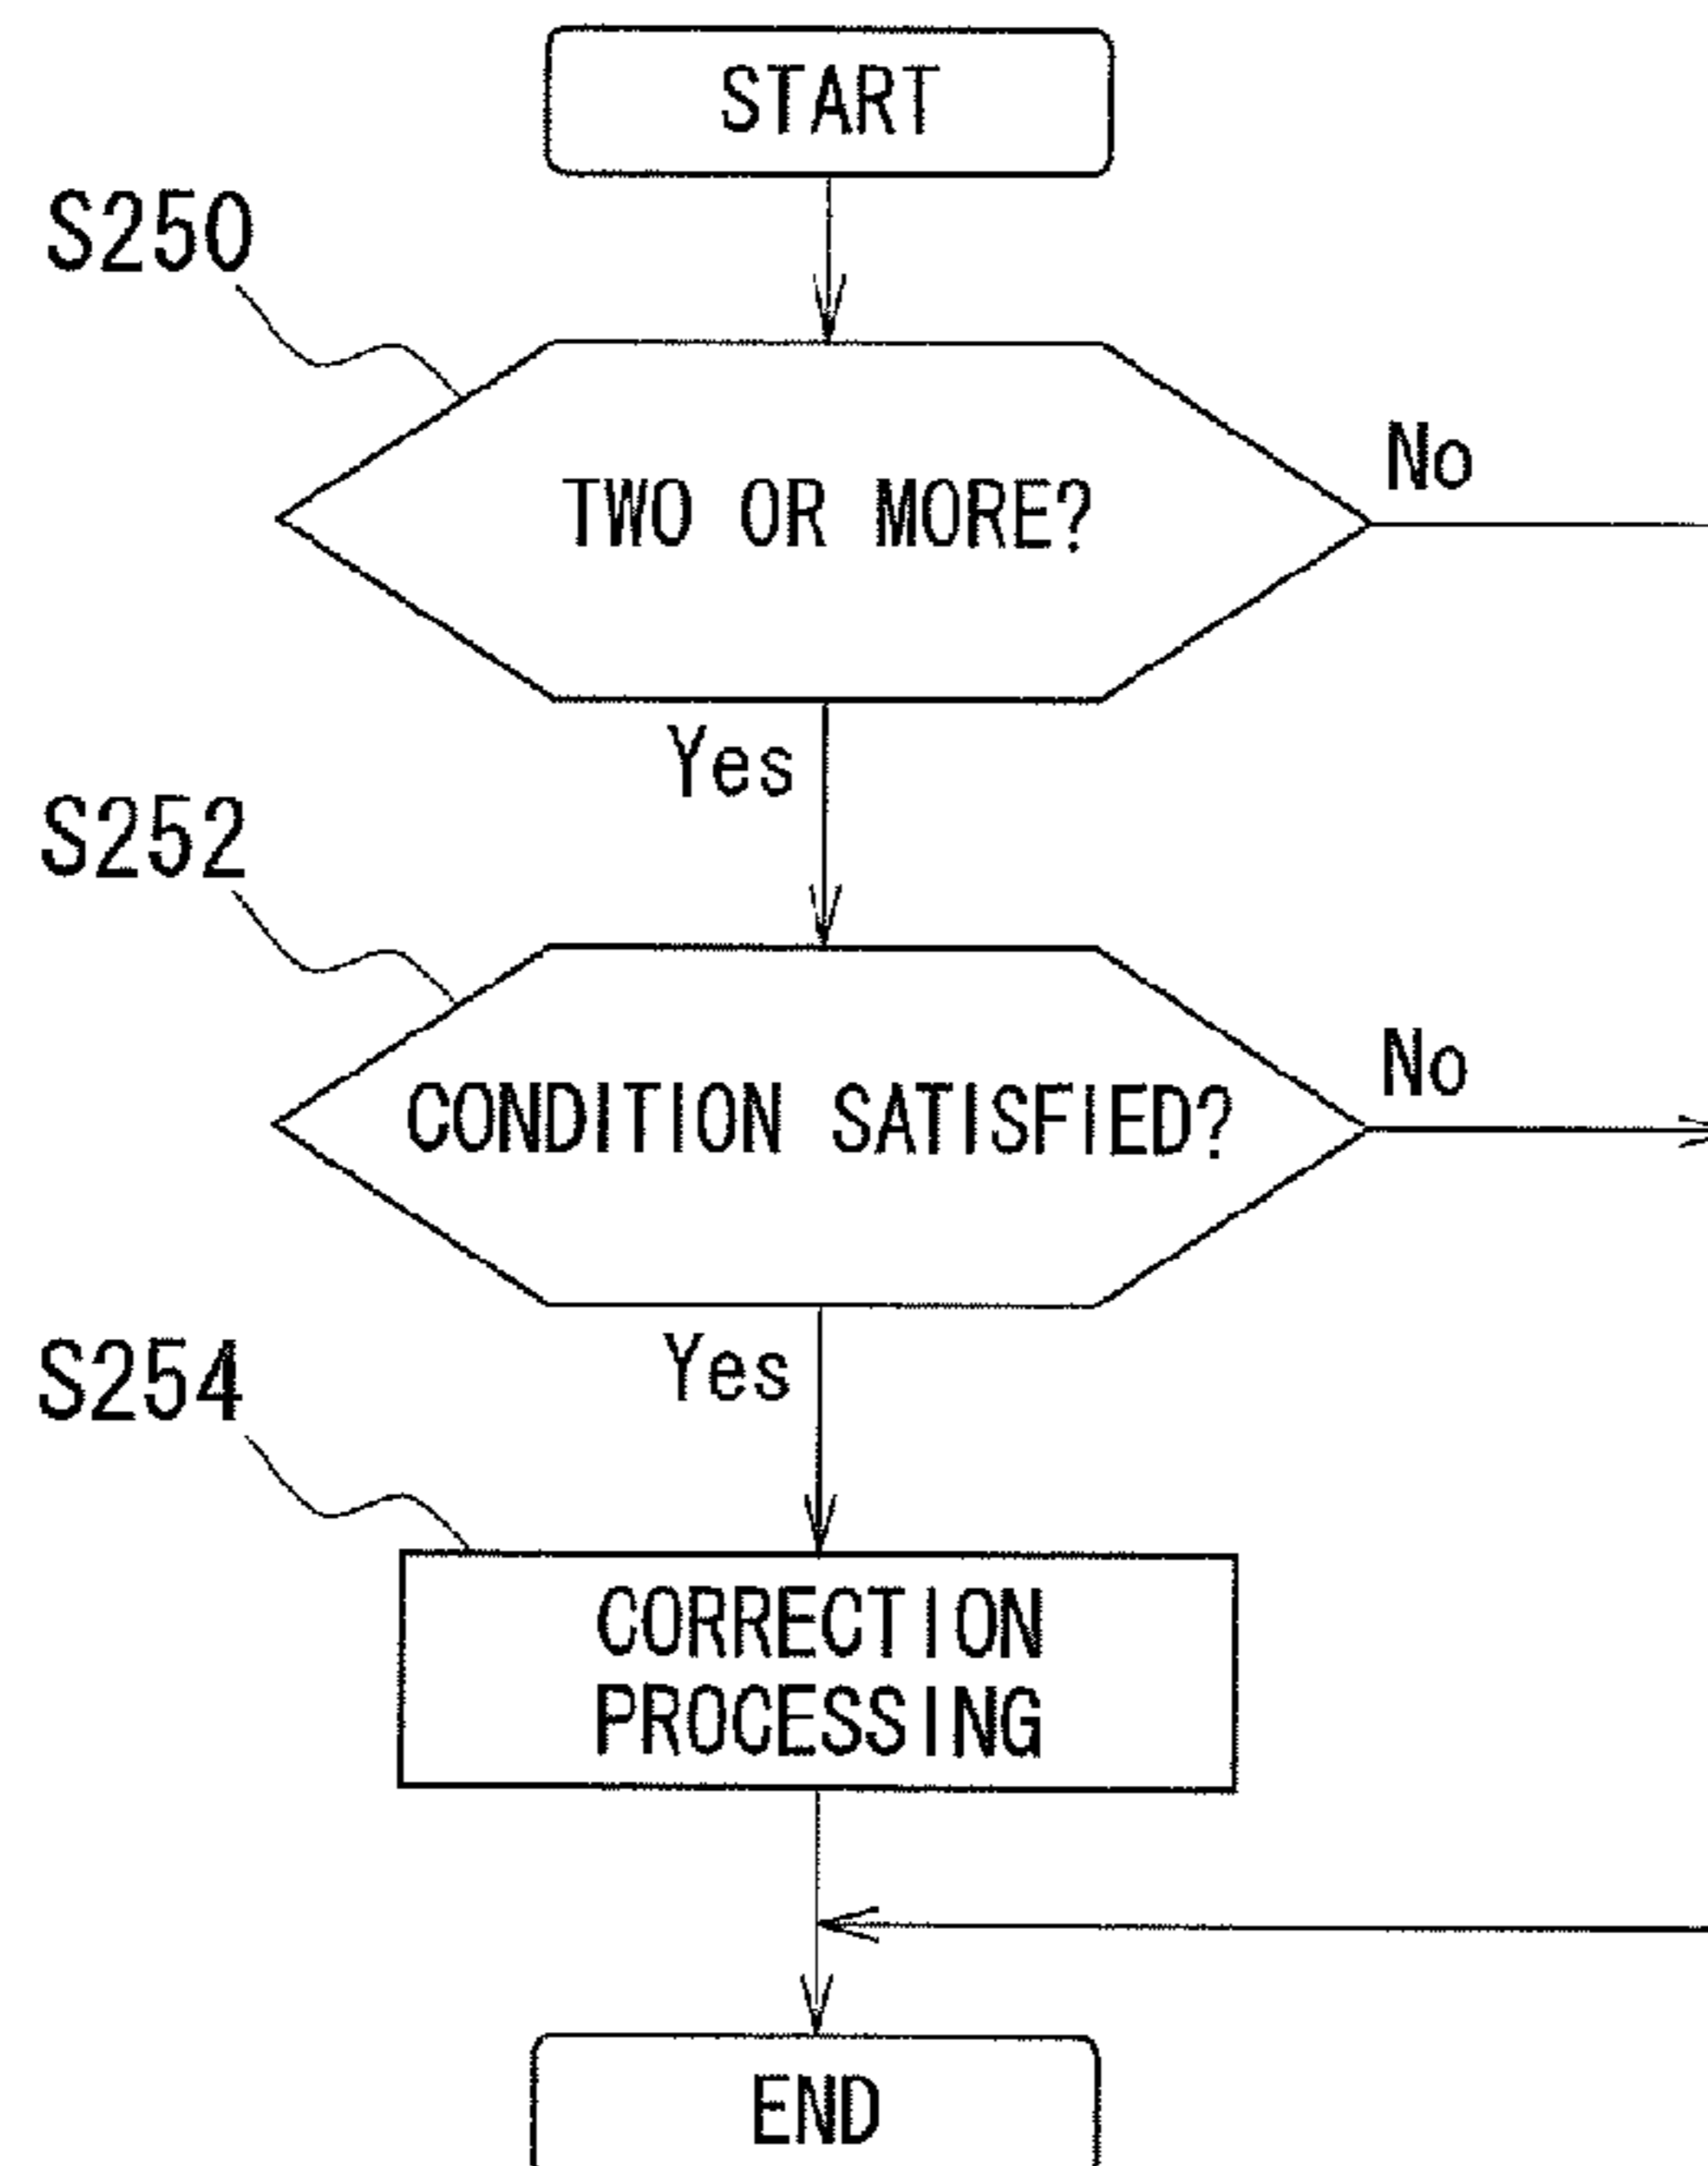 START
S250
TWO OR MORE?
No
Yes
S252
CONDITION SATISFIED?
No
Yes
S254
CORRECTION
PROCESSING
END